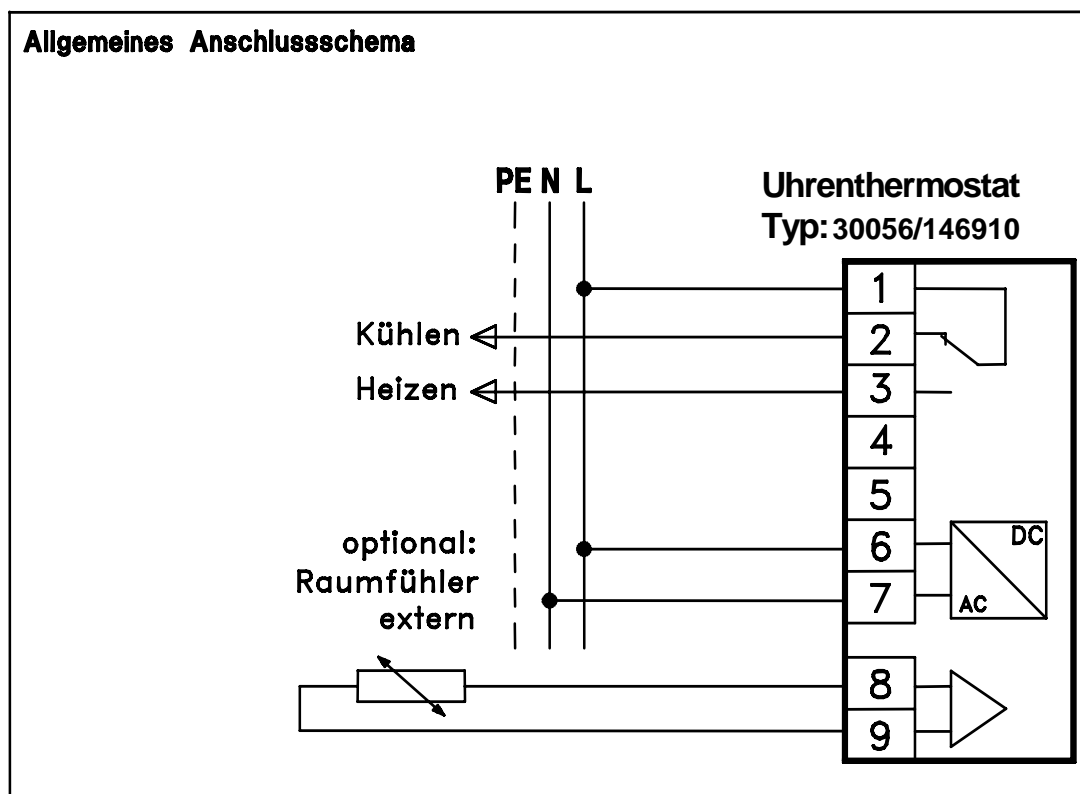 Allgemeines Anschlussschema
PE N L
Uhrenthermostat
Typ: 30056/146910
1
Kühlen
2
Heizen
3
4
5
optional:
Raumfühler
extern
6
DC
7
AC
8
9